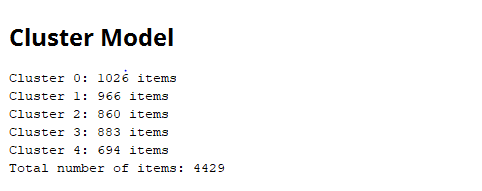 Cluster Model
Cluster 0: 1026 items
Cluster 1: 966 items
Cluster 2: 860 items
Cluster 3: 883 items
Cluster 4: 694 items
Total number of items: 4429